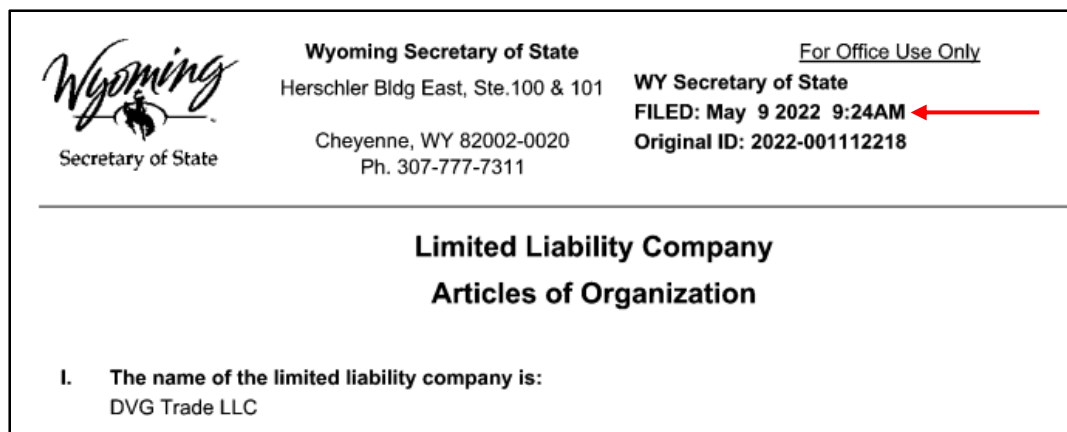 Wyoming
Secretary of State
Wyoming Secretary of State
Herschler Bldg East, Ste.100 & 101
Cheyenne, WY 82002-0020
Ph. 307-777-7311
For Office Use Only
WY Secretary of State
FILED: May 9 2022 9:24AM
Original ID: 2022-001112218
Limited Liability Company
Articles of Organization
I. The name of the limited liability company is:
DVG Trade LLC